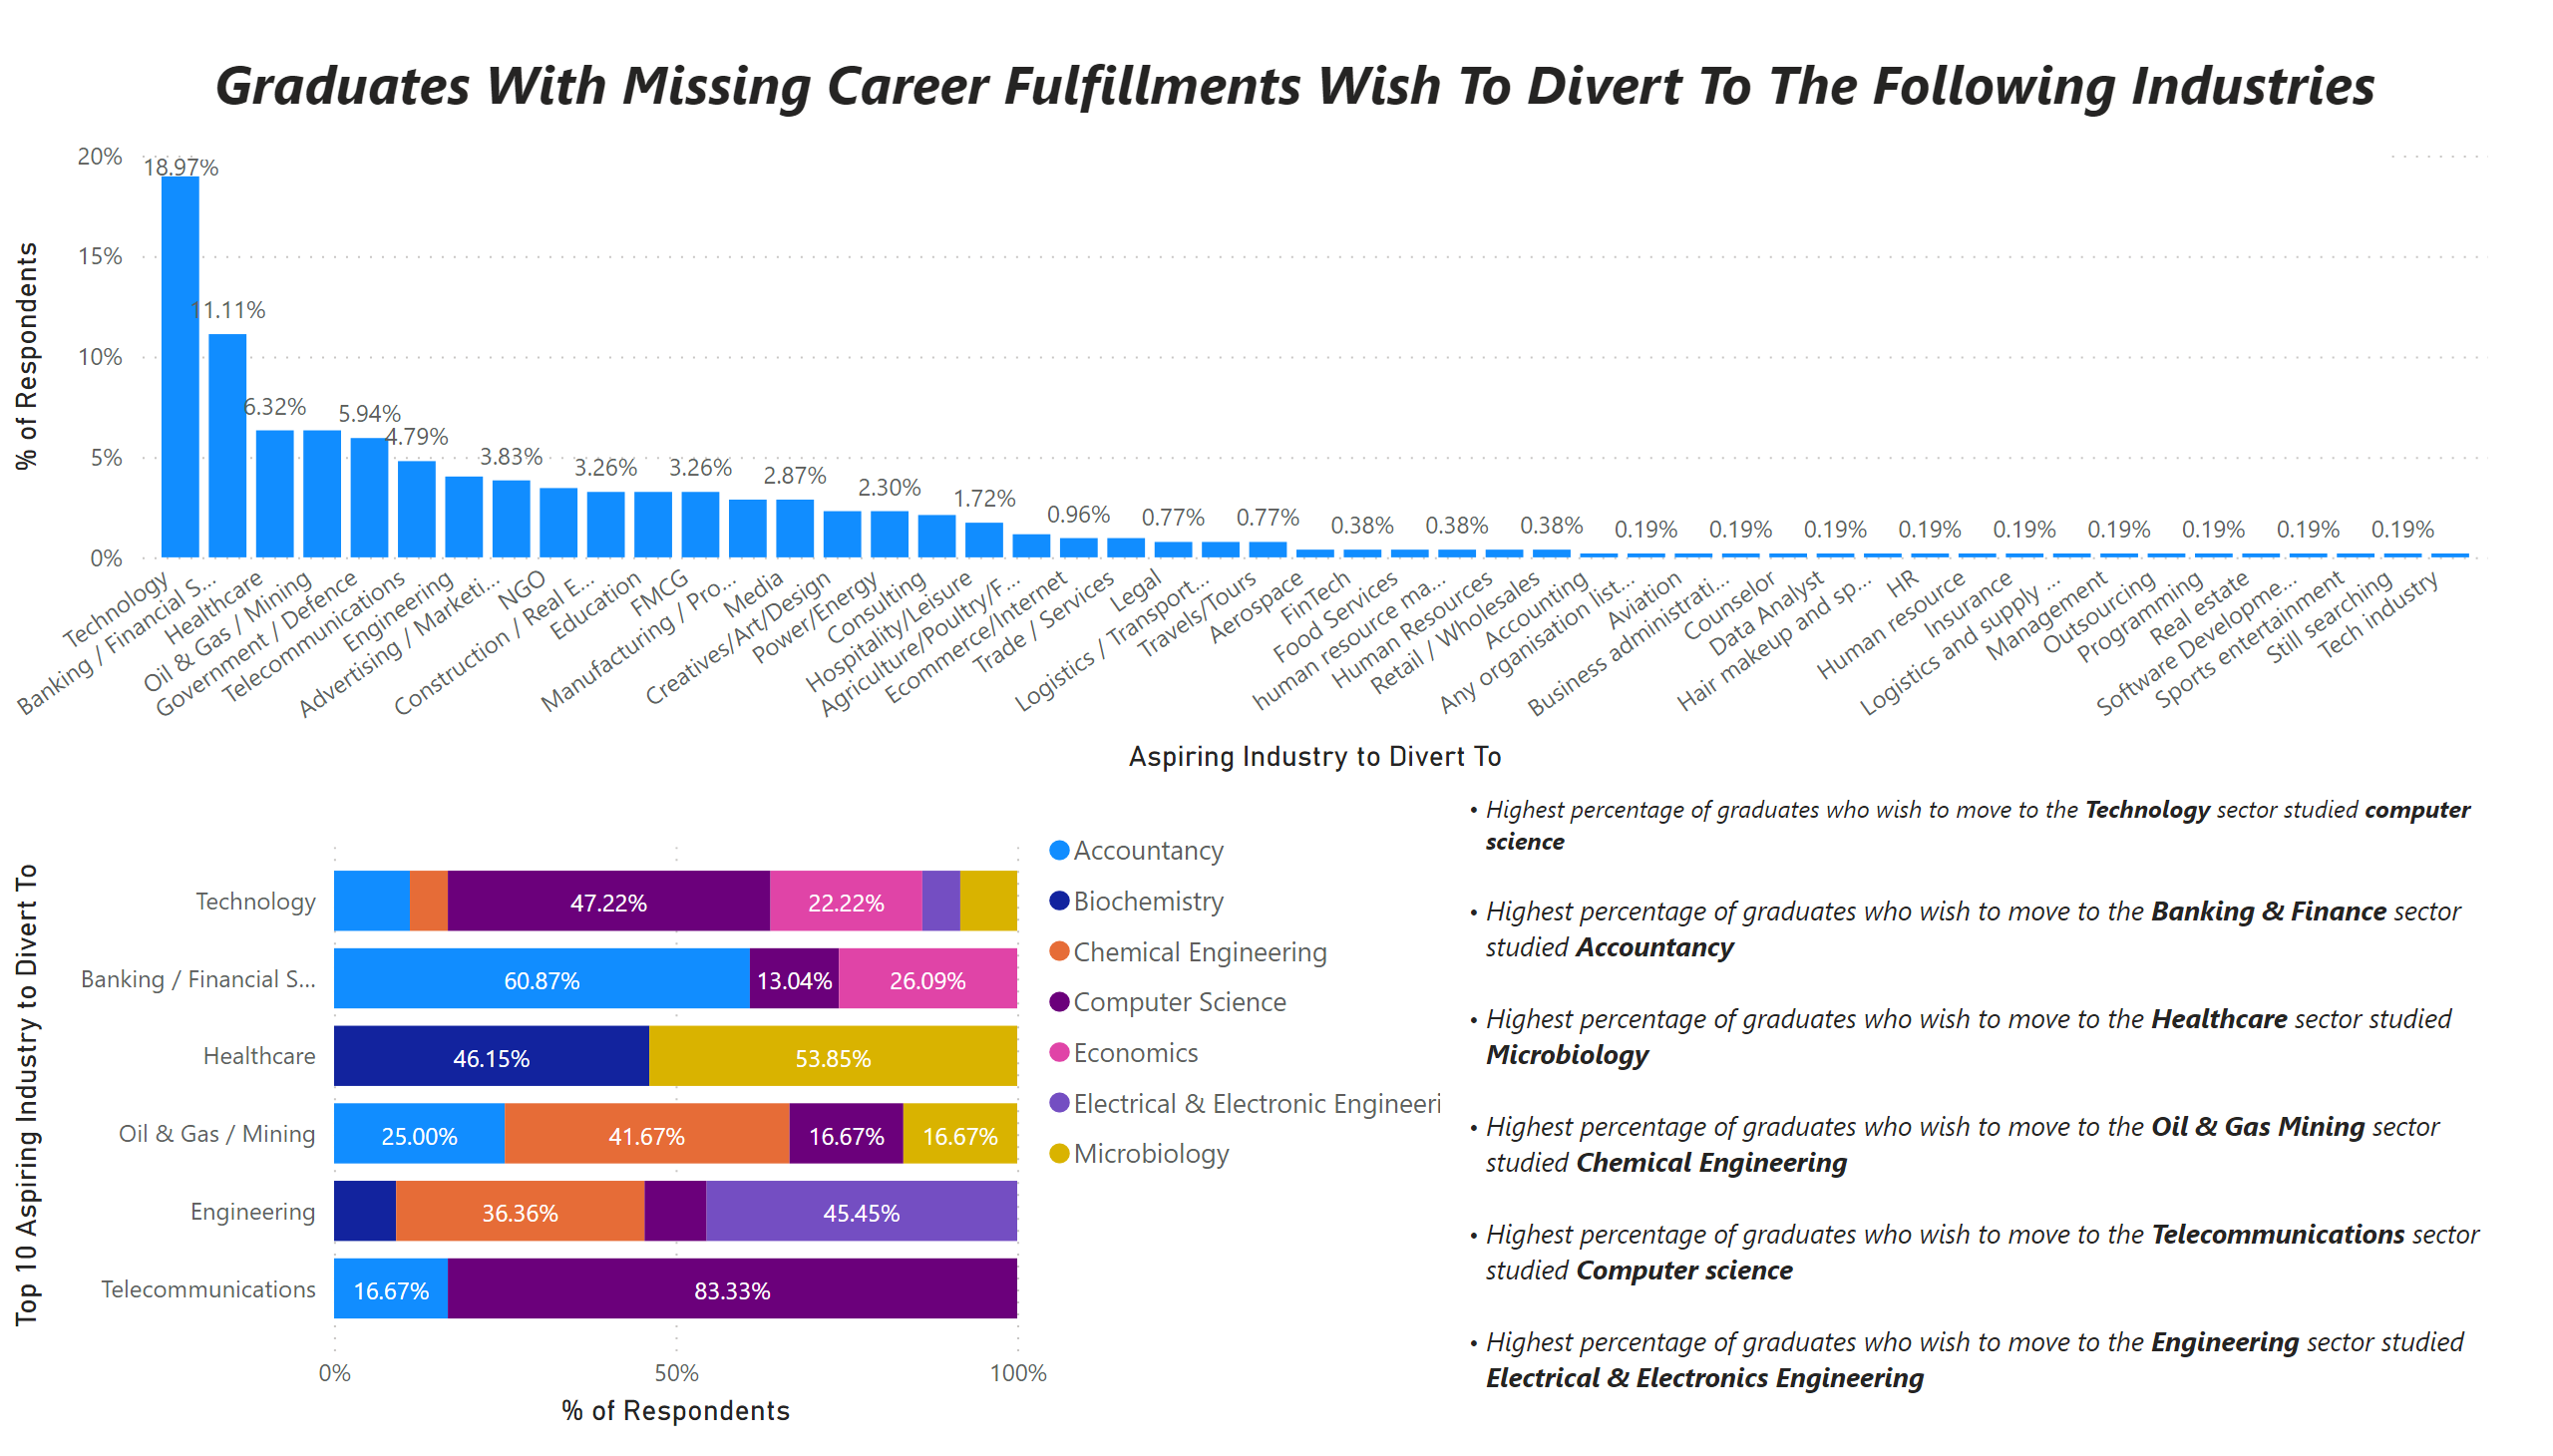 Graduates With Missing Career Fulfillments Wish To Divert To The Following Industries
% of Respondents
20%
15%
10%
5%
0%
18.97%
11.11%
6.32%
5.94%
4.79%
3.83%
3.26%
3.26%
2.87%
2.30%
1.72%
0.96%
0.77%
0.77%
0.38%
0.38%
0.38%
0.19%
0.19%
0.19%
0.19%
0.19%
0.19%
0.19%
0.19%
0.19%
Technology
Banking / Financial S...
Healthcare
Oil & Gas / Mining
Government / Defence
Telecommunications
Engineering
Advertising / Marketi...
NGO
Construction / Real E...
Education
FMCG
Manufacturing / Pro...
Media
Creatives/Art/Design
Power/Energy
Consulting
Hospitality/Leisure
Agriculture/Poultry/F...
Ecommerce/Internet
Trade / Services
Legal
Logistics / Transport...
Travels/Tours
Aerospace
FinTech
Food Services
human resource ma...
Human Resources
Retail / Wholesales
Accounting
Any organisation list...
Aviation
Business administrati...
Counselor
Data Analyst
Hair makeup and sp...
HR
Human resource
Insurance
Logistics and supply ...
Management
Outsourcing
Programming
Real estate
Software Developme...
Sports entertainment
Still searching
Tech industry
Aspiring Industry to Divert To
Top 10 Aspiring Industry to Divert To
Technology
47.22%
22.22%
Banking / Financial S...
60.87%
13.04%
26.09%
Healthcare
46.15%
53.85%
Oil & Gas / Mining
25.00%
41.67%
16.67%
16.67%
Engineering
36.36%
45.45%
Telecommunications
16.67%
83.33%
0%
50%
100%
% of Respondents
Accountancy
Biochemistry
Chemical Engineering
Computer Science
Economics
Electrical & Electronic Engineeri
Microbiology
• Highest percentage of graduates who wish to move to the Technology sector studied computer
science
• Highest percentage of graduates who wish to move to the Banking & Finance sector
studied Accountancy
• Highest percentage of graduates who wish to move to the Healthcare sector studied
Microbiology
• Highest percentage of graduates who wish to move to the Oil & Gas Mining sector
studied Chemical Engineering
• Highest percentage of graduates who wish to move to the Telecommunications sector
studied Computer science
• Highest percentage of graduates who wish to move to the Engineering sector studied
Electrical & Electronics Engineering